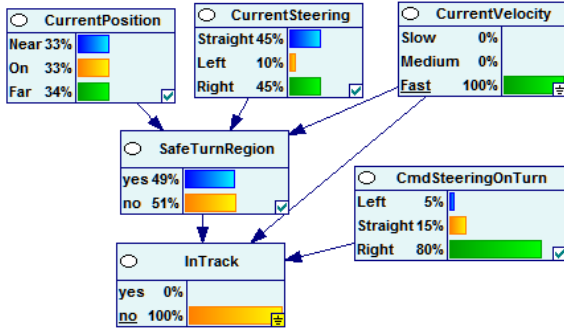 CurrentPosition
Near 33%
On 33%
Far 34%
CurrentSteering
Straight 45%
Left 10%
Right 45%
CurrentVelocity
Slow 0%
Medium 0%
Fast 100%
SafeTurnRegion
yes 49%
no 51%
CmdSteeringOnTurn
Left 5%
Straight 15%
Right 80%
InTrack
yes 0%
no 100%